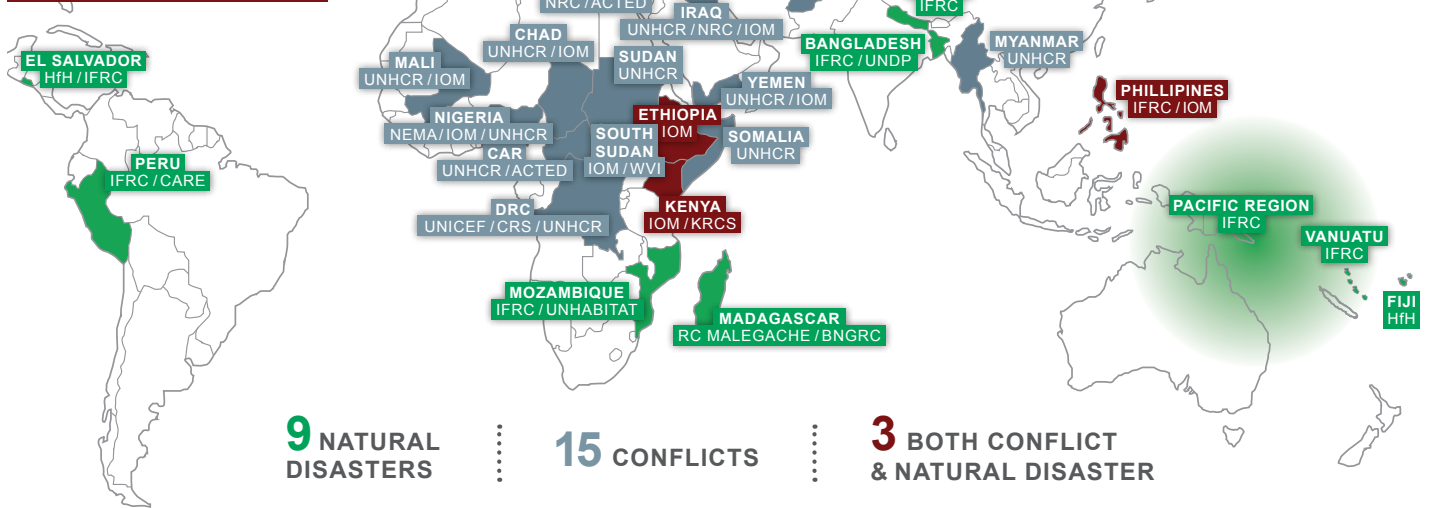 NRC / ACTED
IFRC
IRAQ
UNHCR / NRC / IOM
CHAD
UNHCR / IOM
BANGLADESH
IFRC / UNDP
MYANMAR
UNHCR
EL SALVADOR
HfH / IFRC
MALI
UNHCR / IOM
SUDAN
UNHCR
YEMEN
UNHCR / IOM
PHILLIPINES
IFRC / IOM
NIGERIA
NEMA / IOM / UNHCR
ETHIOPIA
IOM
SOUTH
SUDAN
IOM / WVI
SOMALIA
UNHCR
CAR
UNHCR / ACTED
PERU
IFRC / CARE
DRC
UNICEF / CRS / UNHCR
KENYA
IOM / KRCS
PACIFIC REGION
IFRC
VANUATU
IFRC
MOZAMBIQUE
IFRC / UNHABITAT
MADAGASCAR
RC MALEGACHE / BNGRC
FIJI
HfH
9 NATURAL
DISASTERS
15 CONFLICTS
3 BOTH CONFLICT
& NATURAL DISASTER